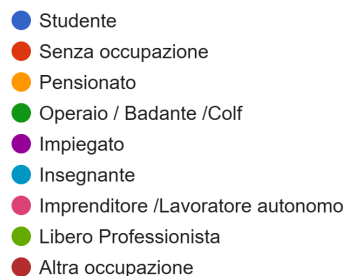 Studente
Senza occupazione
Pensionato
Operaio / Badante /Colf
Impiegato
Insegnante
Imprenditore /Lavoratore autonomo
Libero Professionista
Altra occupazione